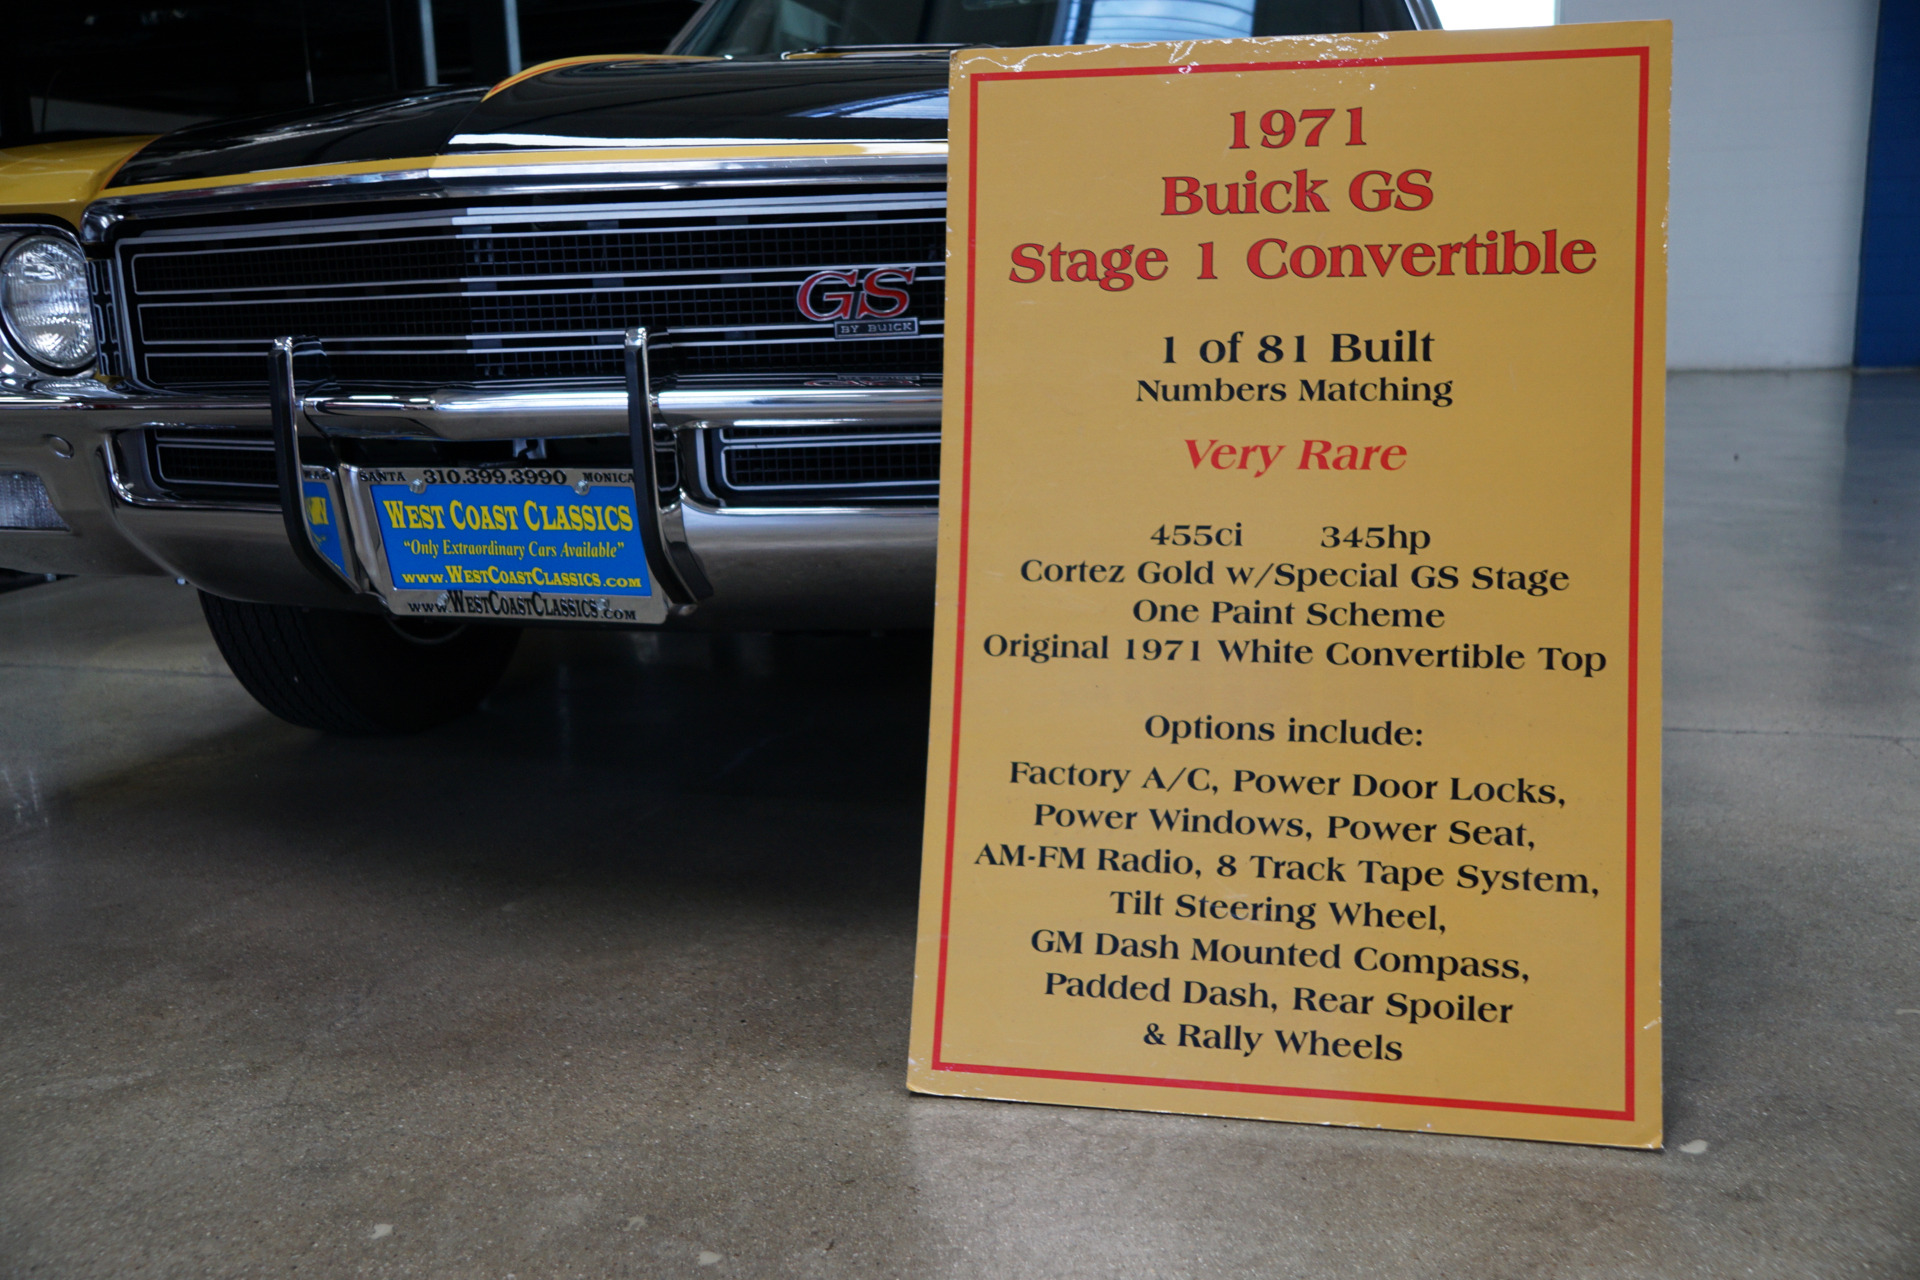 GS
BY BUICK
SANTA 310.399.3990 MONICA
WEST COAST CLASSICS
"Only Extraordinary Cars Available"
WWW.WESTCOASTCLASSICS.COM
WWW.WESTCOASTCLASSICS.COM
1971
Buick GS
Stage 1 Convertible
1 of 81 Built
Numbers Matching
Very Rare
455ci 345hp
Cortez Gold w/Special GS Stage
One Paint Scheme
Original 1971 White Convertible Top
Options include:
Factory A/C, Power Door Locks,
Power Windows, Power Seat,
AM-FM Radio, 8 Track Tape System,
Tilt Steering Wheel,
GM Dash Mounted Compass,
Padded Dash, Rear Spoiler
& Rally Wheels